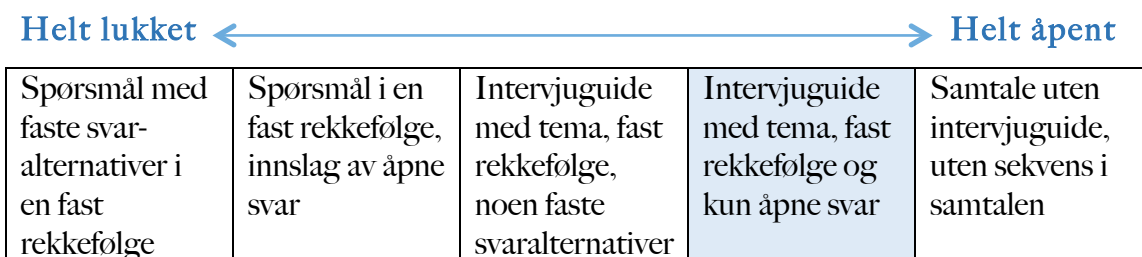 Helt lukket
Helt åpent
Spørsmål med
faste svar-
alternativer i
en fast
rekkefølge
Spørsmål i en
fast rekkefølge,
innslag av åpne
svar
Intervjuguide
med tema, fast
rekkefølge,
noen faste
svaralternativer
Intervjuguide
med tema, fast
rekkefølge og
kun åpne svar
Samtale uten
intervjuguide,
uten sekvens i
samtalen